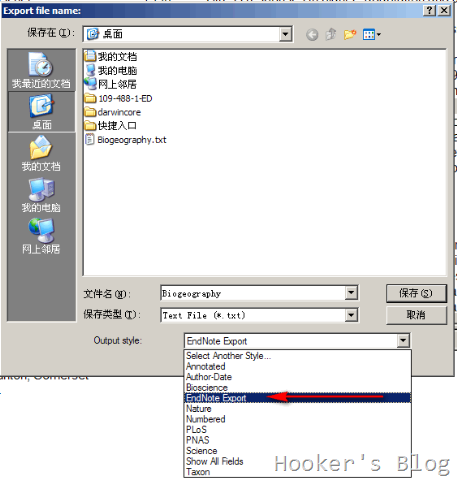 Export file name:
保存在(I):
桌面
我最近的文档
桌面
我的文档
我的电脑
网上邻居
我的文档
我的电脑
网上邻居
109-488-1-ED
darwincore
快捷入口
Biogeography.txt
文件名(N):
Biogeography
保存(S)
保存类型(T):
Text File (*.txt)
取消
Output style:
EndNote Export
Select Another Style...
Annotated
Author-Date
Bioscience
EndNote Export
Nature
Numbered
PLoS
PNAS
Science
Show All Fields
Taxon
Hooker's Blog